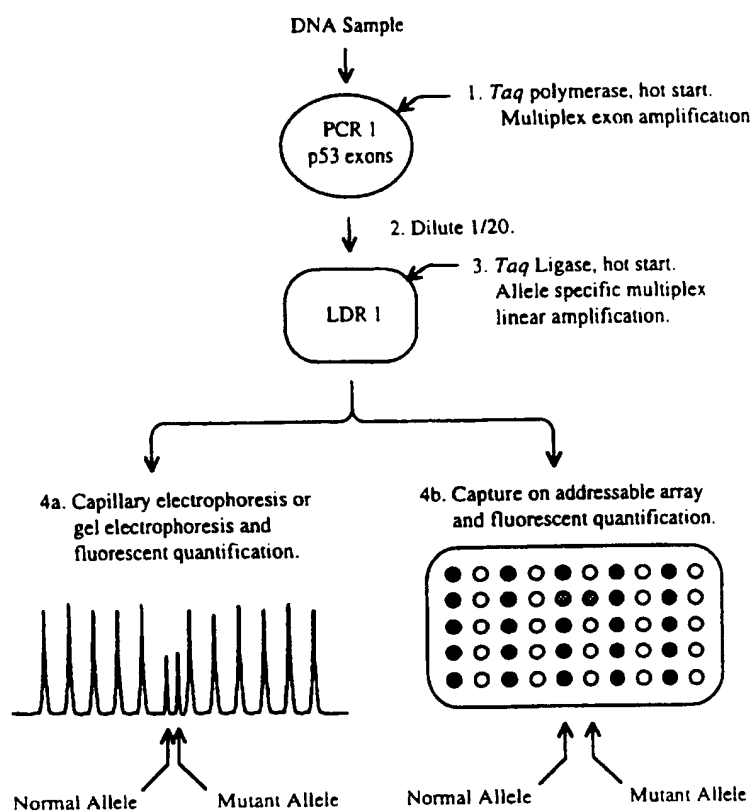 DNA Sample
1. Taq polymerase, hot start.
Multiplex exon amplification
PCR 1
p53 exons
2. Dilute 1/20.
3. Taq Ligase, hot start.
Allele specific multiplex
linear amplification.
LDR 1
4a. Capillary electrophoresis or
gel electrophoresis and
fluorescent quantification.
4b. Capture on addressable array
and fluorescent quantification.
Normal Allele
Mutant Allele
Normal Allele
Mutant Allele